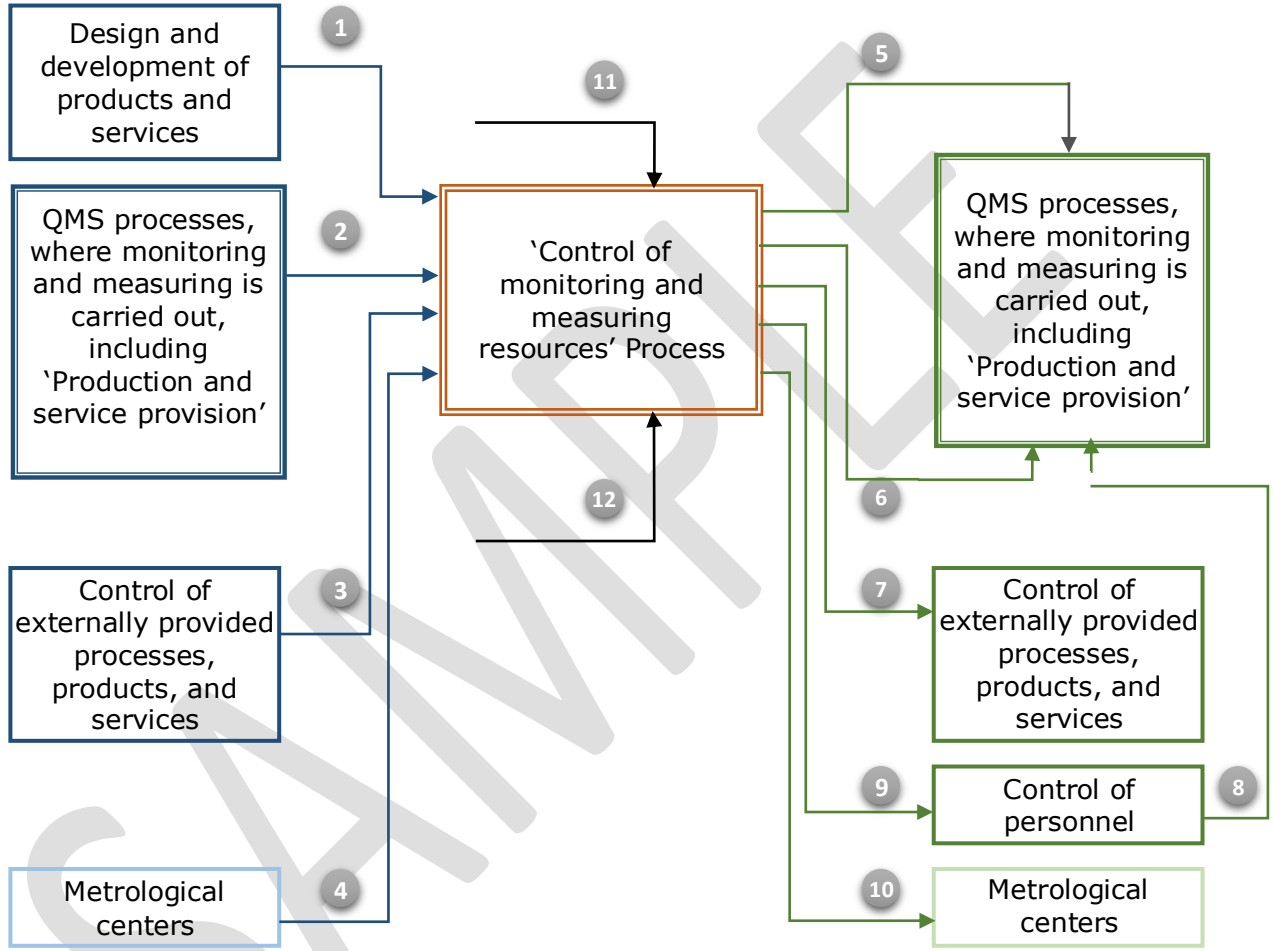 Design and
development of
products and
services
1
QMS processes,
where monitoring
and measuring is
carried out,
including
‘Production and
service provision’
2
Control of
externally provided
processes,
products, and
services
3
Metrological
centers
4
11
‘Control of
monitoring and
measuring
resources’ Process
12
5
QMS processes,
where monitoring
and measuring is
carried out,
including
‘Production and
service provision’
6
7
Control of
externally provided
processes,
products, and
services
9
Control of
personnel
8
10
Metrological
centers
SAMPLE